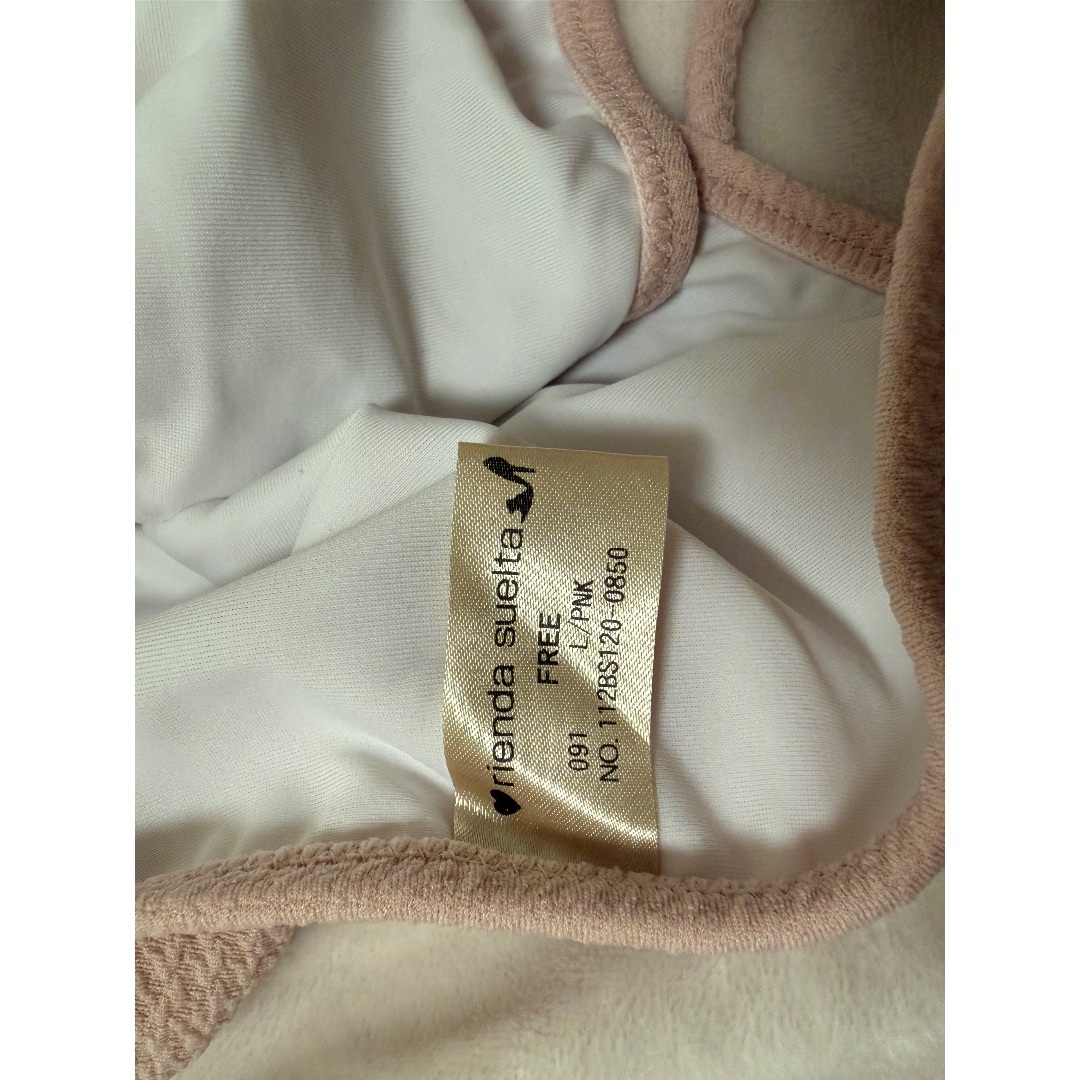 rienda suelta
FREE
091 L/PNK
NO. 112BS120-0850